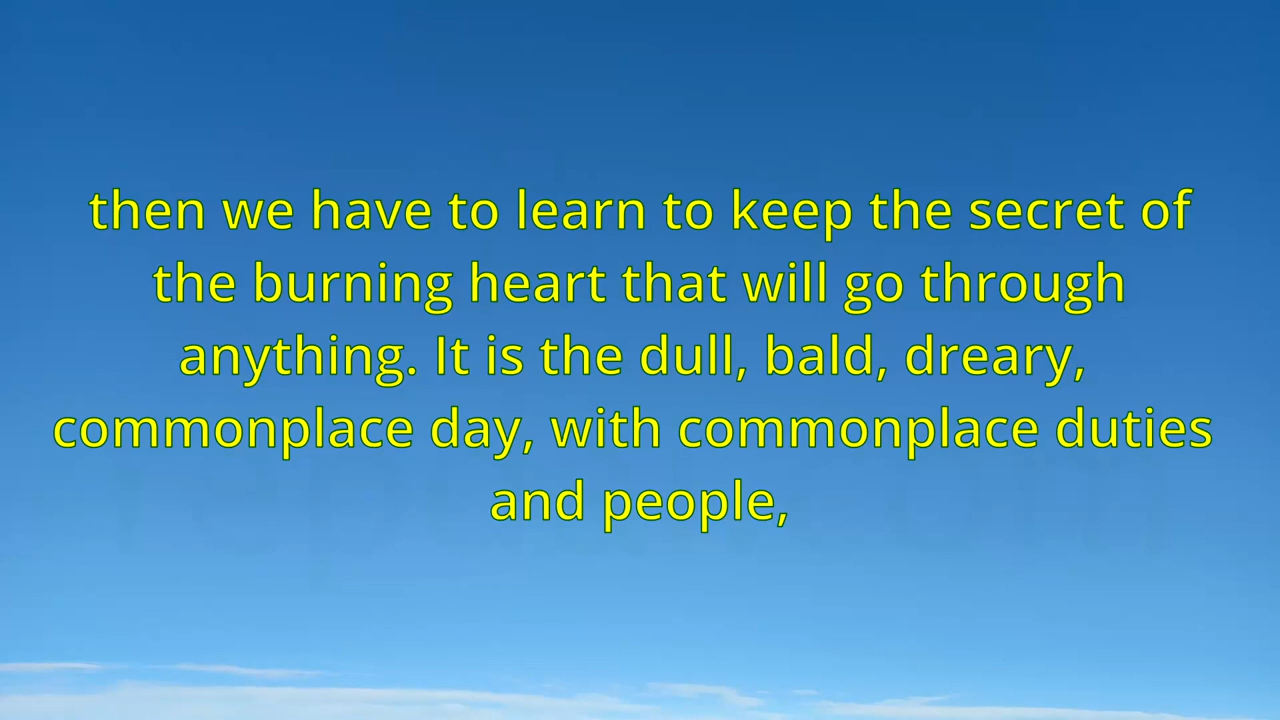 then we have to learn to keep the secret of
the burning heart that will go through
anything. It is the dull, bald, dreary,
commonplace day, with commonplace duties
and people,